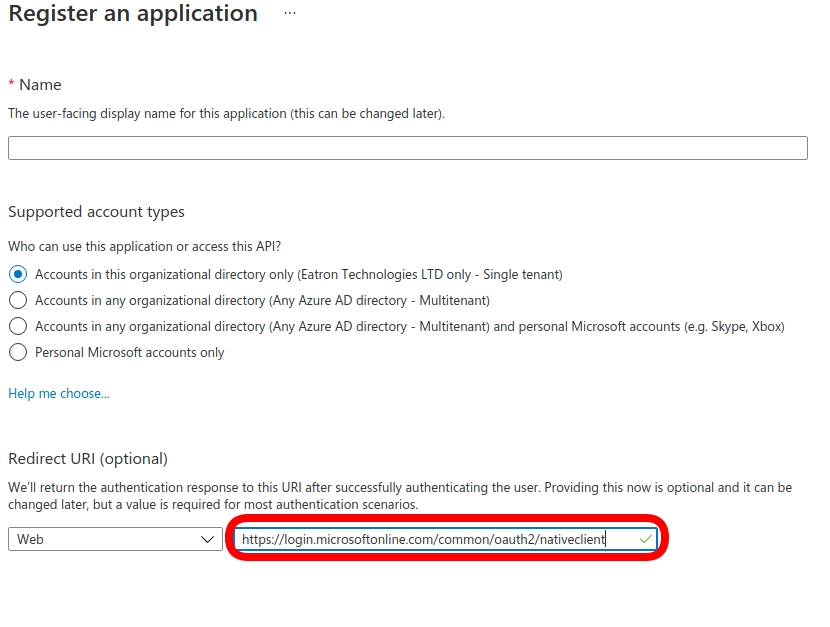 Register an application ...
* Name
The user-facing display name for this application (this can be changed later).
Supported account types
Who can use this application or access this API?
Accounts in this organizational directory only (Eatron Technologies LTD only - Single tenant)
Accounts in any organizational directory (Any Azure AD directory - Multitenant)
Accounts in any organizational directory (Any Azure AD directory - Multitenant) and personal Microsoft accounts (e.g. Skype, Xbox)
Personal Microsoft accounts only
Help me choose...
Redirect URI (optional)
We'll return the authentication response to this URI after successfully authenticating the user. Providing this now is optional and it can be
changed later, but a value is required for most authentication scenarios.
Web https://login.microsoftonline.com/common/oauth2/nativeclient